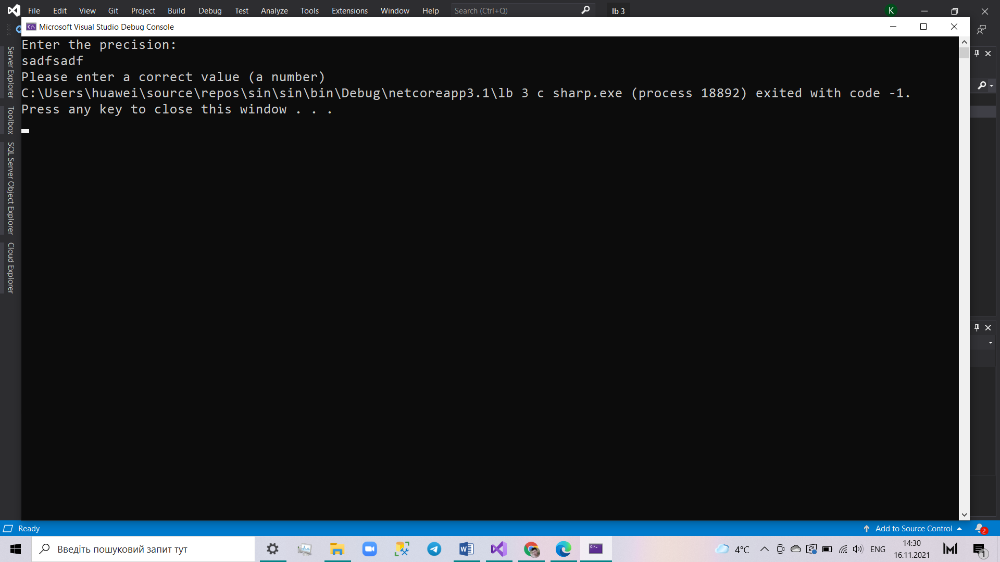 File Edit View Git Project Build Debug Test Analyze Tools Extensions Window Help Search (Ctrl+Q) lb 3 K
Microsoft Visual Studio Debug Console
Enter the precision:
sadfsadf
Please enter a correct value (a number)
C:\Users\huawei\source\repos\sin\sin\bin\Debug\netcoreapp3.1\lb 3 c sharp.exe (process 18892) exited with code -1.
Press any key to close this window . . .
Server Explorer
Toolbox
SQL Server Object Explorer
Cloud Explorer
Ready Add to Source Control 2
Введіть пошуковий запит тут 4°C ENG 14:30
16.11.2021
1